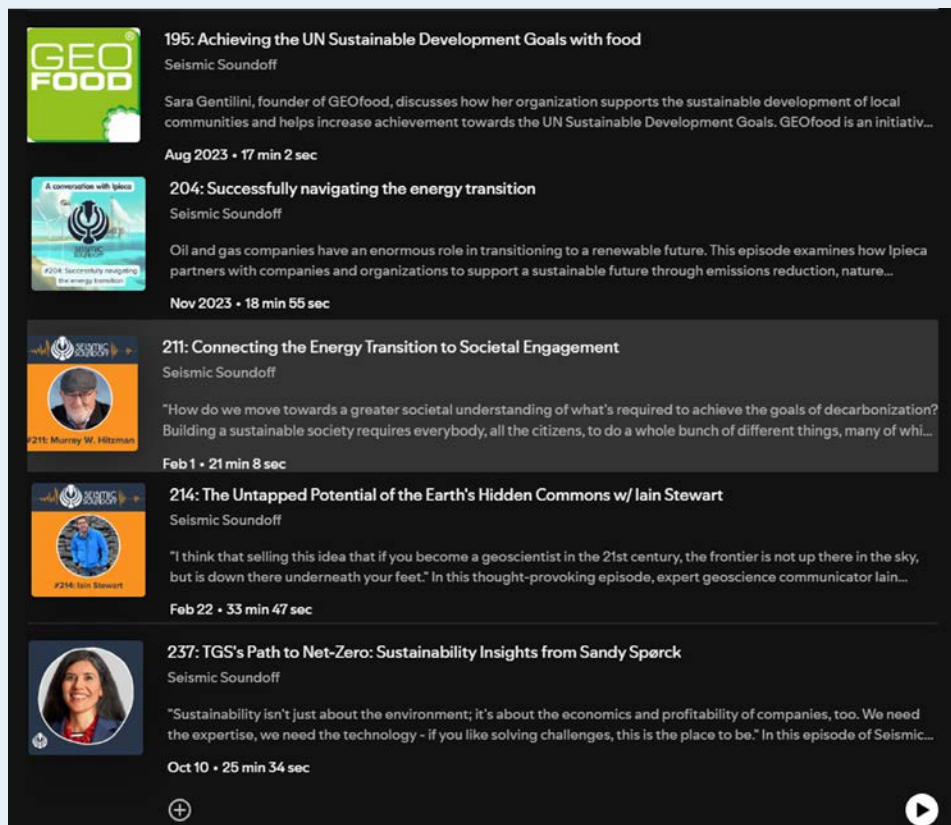 GEO®
FOOD
195: Achieving the UN Sustainable Development Goals with food
Seismic Soundoff
Sara Gentilini, founder of GEOfood, discusses how her organization supports the sustainable development of local
communities and helps increase achievement towards the UN Sustainable Development Goals. GEOfood is an initiativ...
Aug 2023 • 17 min 2 sec
A conversation with Ipieca
SEISMIC
SOUNDOFF
#204: Successfully navigating
the energy transition
204: Successfully navigating the energy transition
Seismic Soundoff
Oil and gas companies have an enormous role in transitioning to a renewable future. This episode examines how Ipieca
partners with companies and organizations to support a sustainable future through emissions reduction, nature...
Nov 2023 • 18 min 55 sec
SEISMIC
SOUNDOFF
#211: Murray W. Hitzman
211: Connecting the Energy Transition to Societal Engagement
Seismic Soundoff
"How do we move towards a greater societal understanding of what's required to achieve the goals of decarbonization?
Building a sustainable society requires everybody, all the citizens, to do a whole bunch of different things, many of whi...
Feb 1 • 21 min 8 sec
SEISMIC
SOUNDOFF
#214: Iain Stewart
214: The Untapped Potential of the Earth's Hidden Commons w/ Iain Stewart
Seismic Soundoff
"I think that selling this idea that if you become a geoscientist in the 21st century, the frontier is not up there in the sky,
but is down there underneath your feet." In this thought-provoking episode, expert geoscience communicator Iain...
Feb 22 • 33 min 47 sec
237: TGS's Path to Net-Zero: Sustainability Insights from Sandy Spørck
Seismic Soundoff
"Sustainability isn't just about the environment; it's about the economics and profitability of companies, too. We need
the expertise, we need the technology - if you like solving challenges, this is the place to be." In this episode of Seismic...
Oct 10 • 25 min 34 sec